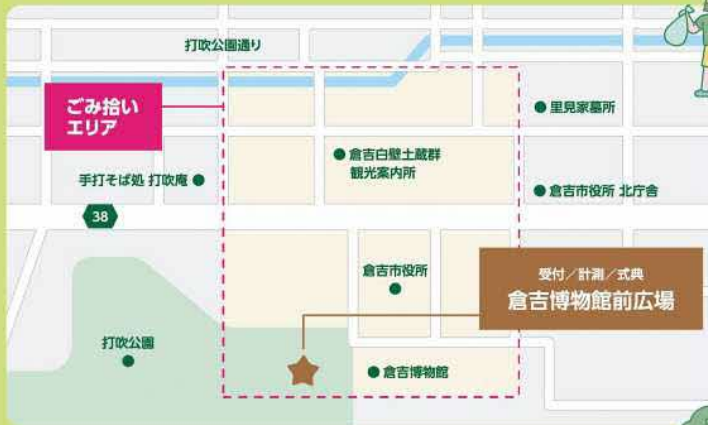 打吹公園通り
ごみ拾い
エリア
里見家墓所
倉吉白壁土蔵群
観光案内所
手打そば処 打吹庵
倉吉市役所 北庁舎
38
受付／計測／式典
倉吉博物館前広場
倉吉市役所
打吹公園
倉吉博物館